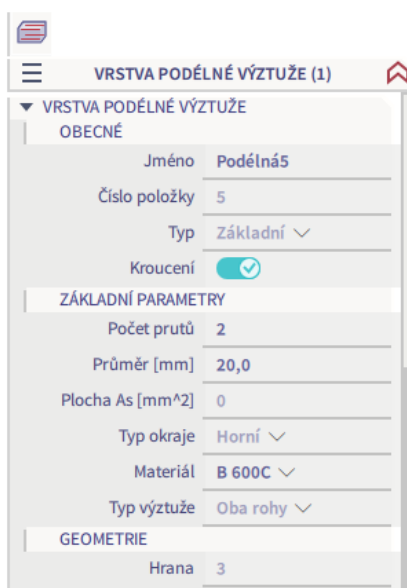 VRSTVA PODÉLNÉ VÝZTUŽE (1)
VRSTVA PODÉLNÉ VÝZTUŽE
OBECNÉ
Jméno Podélná5
Číslo položky 5
Typ Základní
Kroucení
ZÁKLADNÍ PARAMETRY
Počet prutů 2
Průměr [mm] 20,0
Plocha As [mm^2] 0
Typ okraje Horní
Materiál B 600C
Typ výztuže Oba rohy
GEOMETRIE
Hrana 3